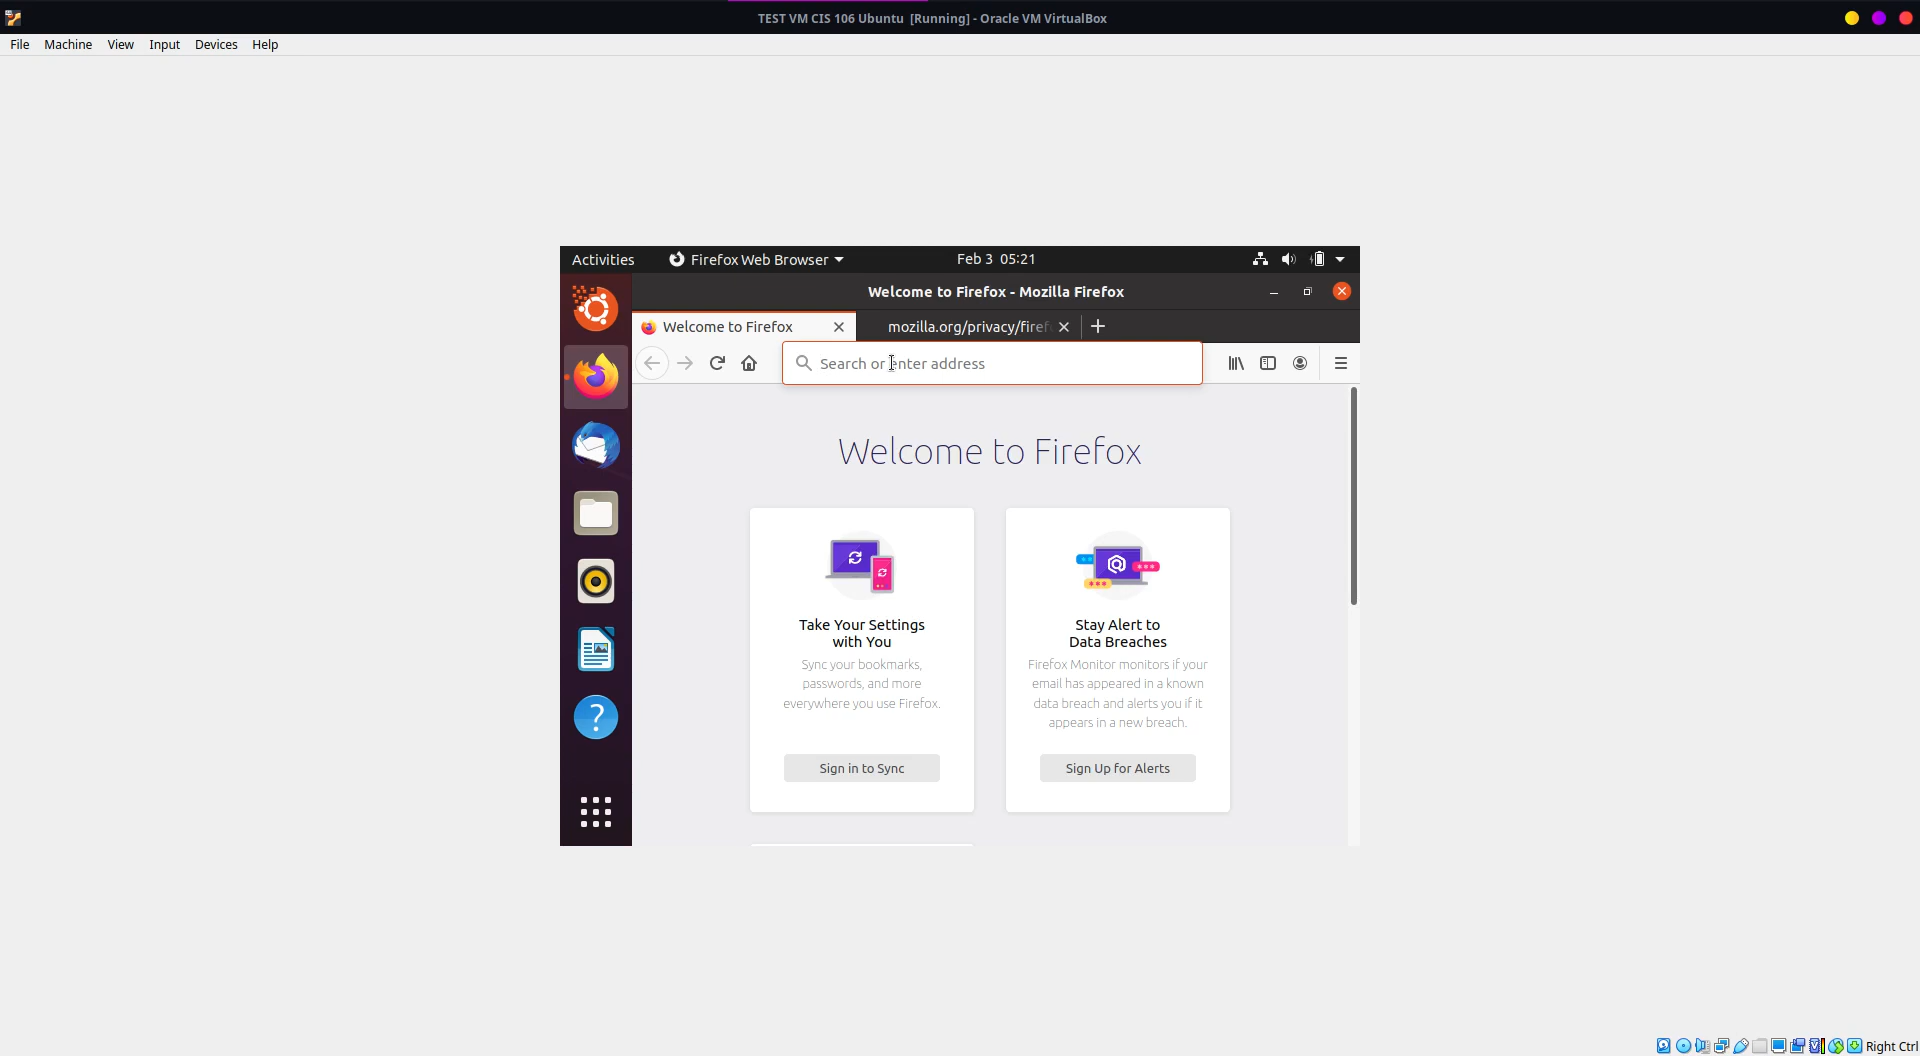 TEST VM CIS 106 Ubuntu [Running] - Oracle VM VirtualBox
File Machine View Input Devices Help
Activities Firefox Web Browser Feb 3 05:21
Welcome to Firefox - Mozilla Firefox
Welcome to Firefox mozilla.org/privacy/firef
Search or enter address
Welcome to Firefox
Take Your Settings
with You
Sync your bookmarks,
passwords, and more
everywhere you use Firefox.
Sign in to Sync
Stay Alert to
Data Breaches
Firefox Monitor monitors if your
email has appeared in a known
data breach and alerts you if it
appears in a new breach.
Sign Up for Alerts
Right Ctrl